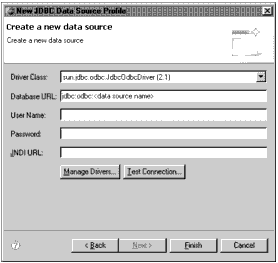 New JDBC Data Source Profile
Create a new data source
Create a new data source
Driver Class: sun.jdbc.odbc.JdbcOdbcDriver (2.1)
Database URL: jdbc:odbc:<data source name>
User Name:
Password:
JNDI URL:
Manage Drivers... Test Connection...
< Back Next > Finish Cancel